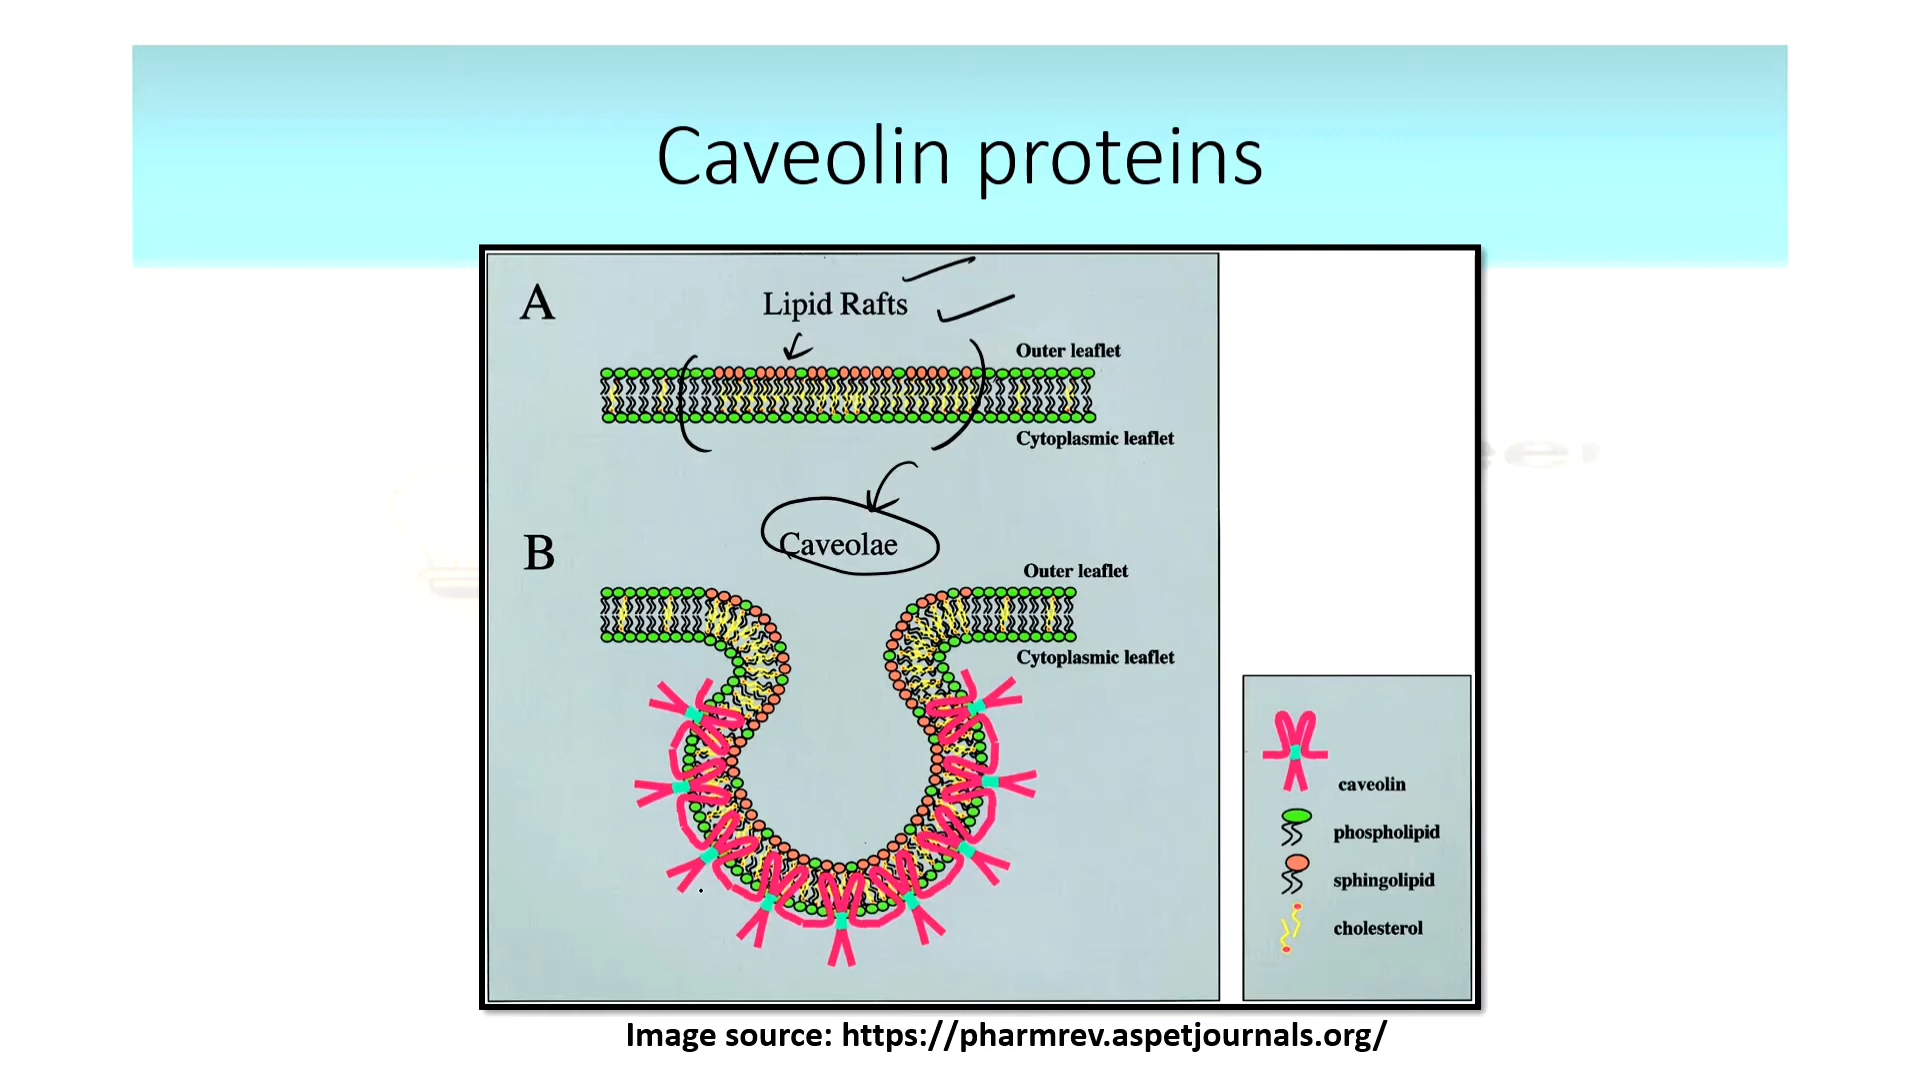 Caveolin proteins
A
Lipid Rafts
Outer leaflet
Cytoplasmic leaflet
Caveolae
B
Outer leaflet
Cytoplasmic leaflet
caveolin
phospholipid
sphingolipid
cholesterol
Image source: https://pharmrev.aspetjournals.org/